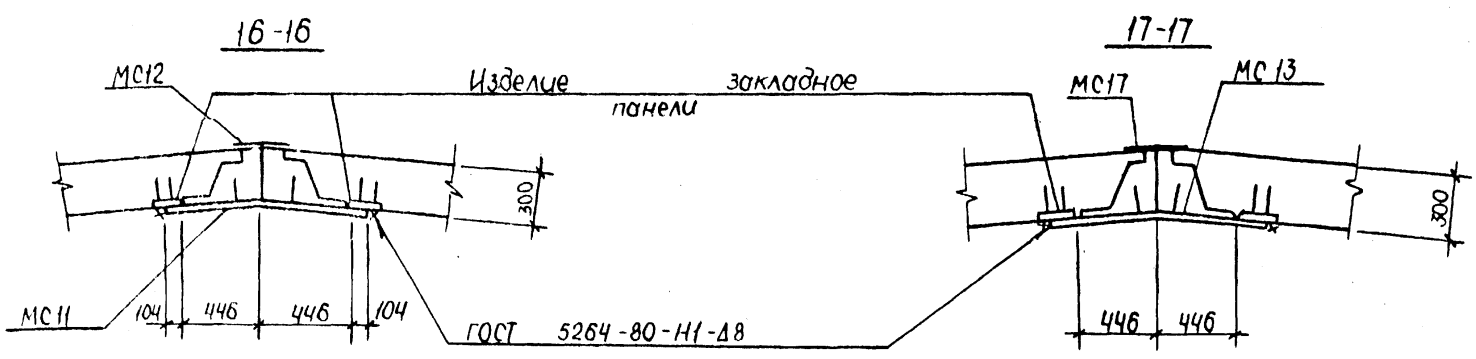 16-16
17-17
МС12
Изделие закладное
панели
МС17
МС13
300
300
МС11
104
446
446
104
ГОСТ 5264-80-Н1-Δ8
446
446